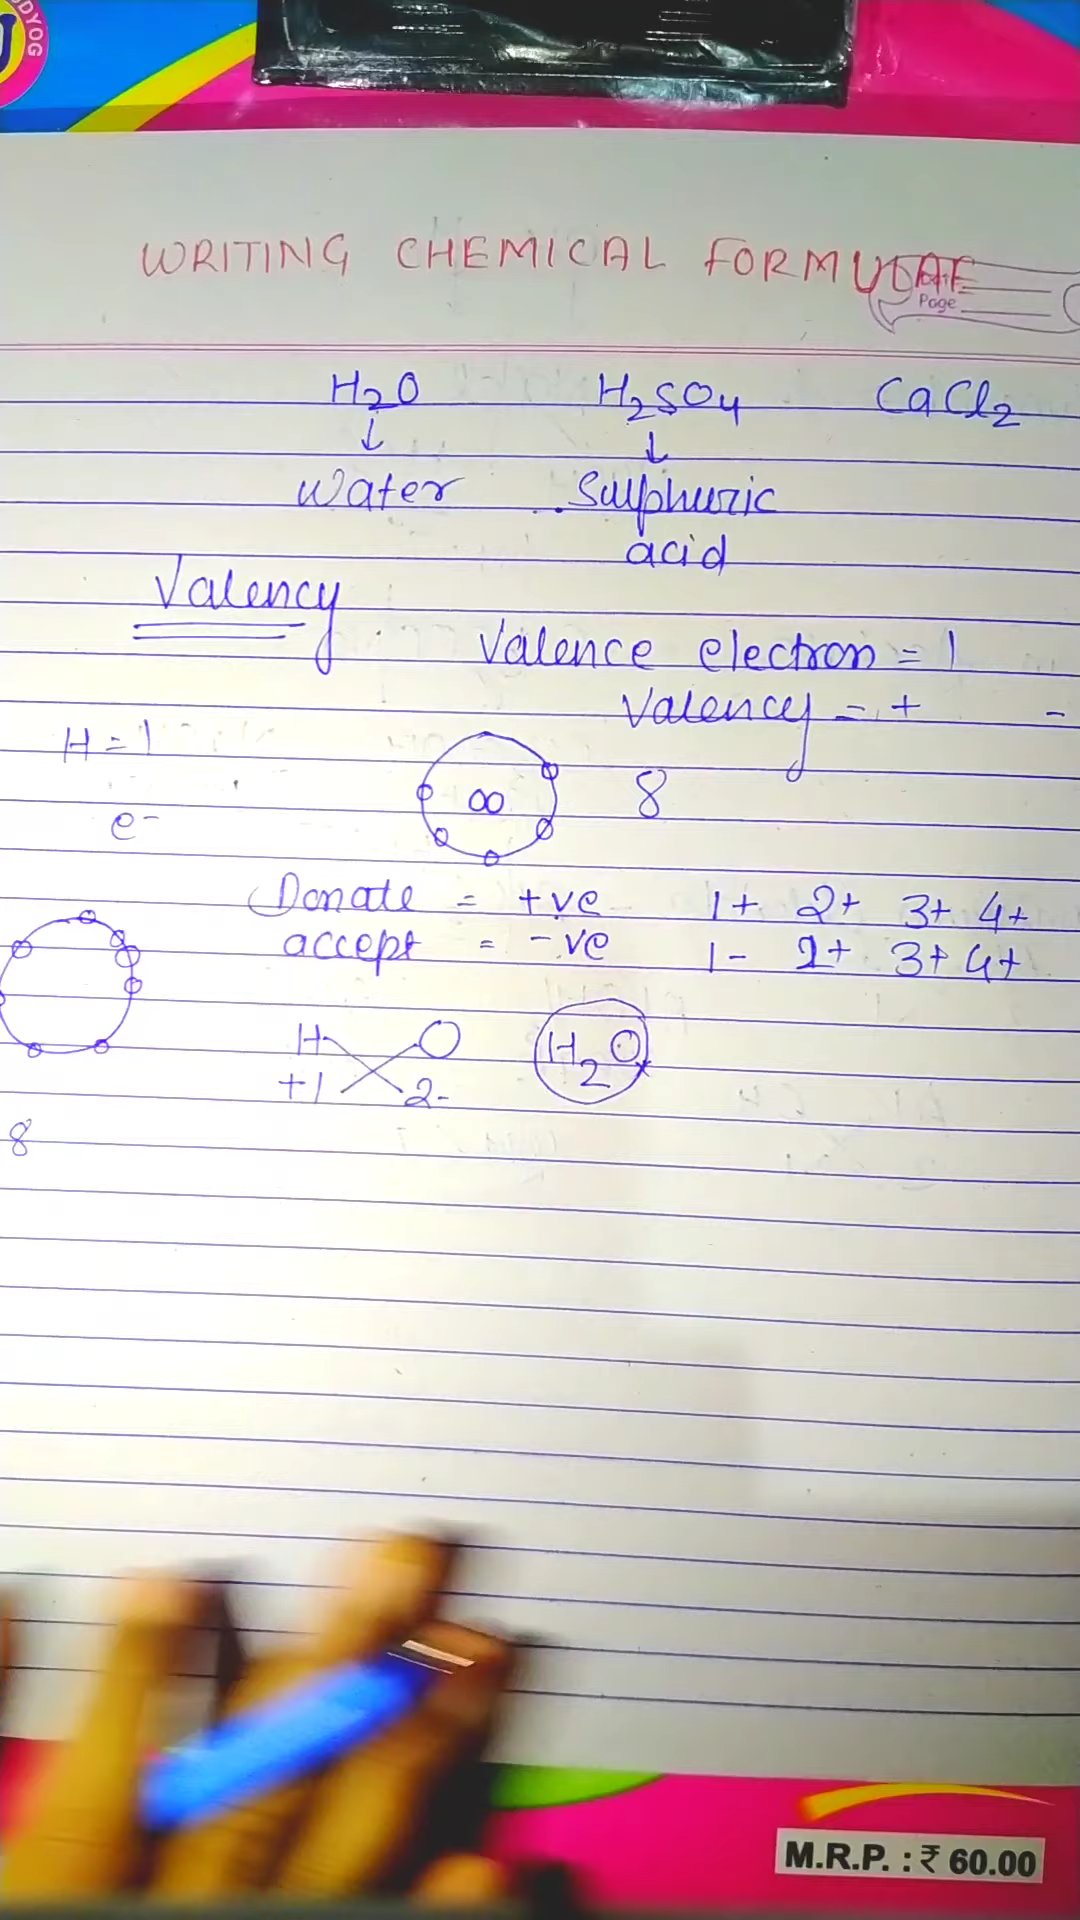 DYOG
WRITING CHEMICAL FORMULAE
Page
H2O H2SO4 CaCl2
↓ ↓
Water Sulphuric
acid
Valency
Valence electron = 1
Valency = + -
H = 1
8
e-
Donate = +ve 1+ 2+ 3+ 4+
accept = -ve 1- 2+ 3+ 4+
H O H2O
+1 2-
8
M.R.P. : ₹ 60.00